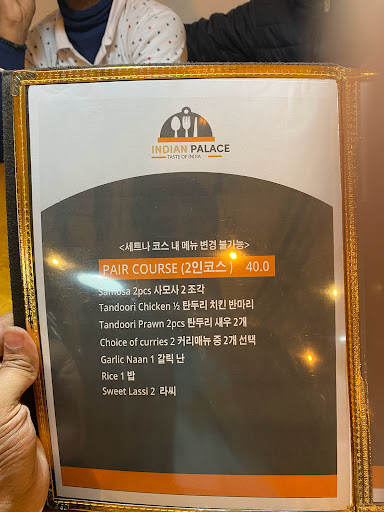 INDIAN PALACE
TASTE OF INDIA
<세트나 코스 내 메뉴 변경 불가능>
PAIR COURSE (2인코스 ) 40.0
Samosa 2pcs 사모사 2 조각
Tandoori Chicken ½ 탄두리 치킨 반마리
Tandoori Prawn 2pcs 탄두리 새우 2개
Choice of curries 2 커리메뉴 중 2개 선택
Garlic Naan 1 갈릭 난
Rice 1 밥
Sweet Lassi 2 라씨